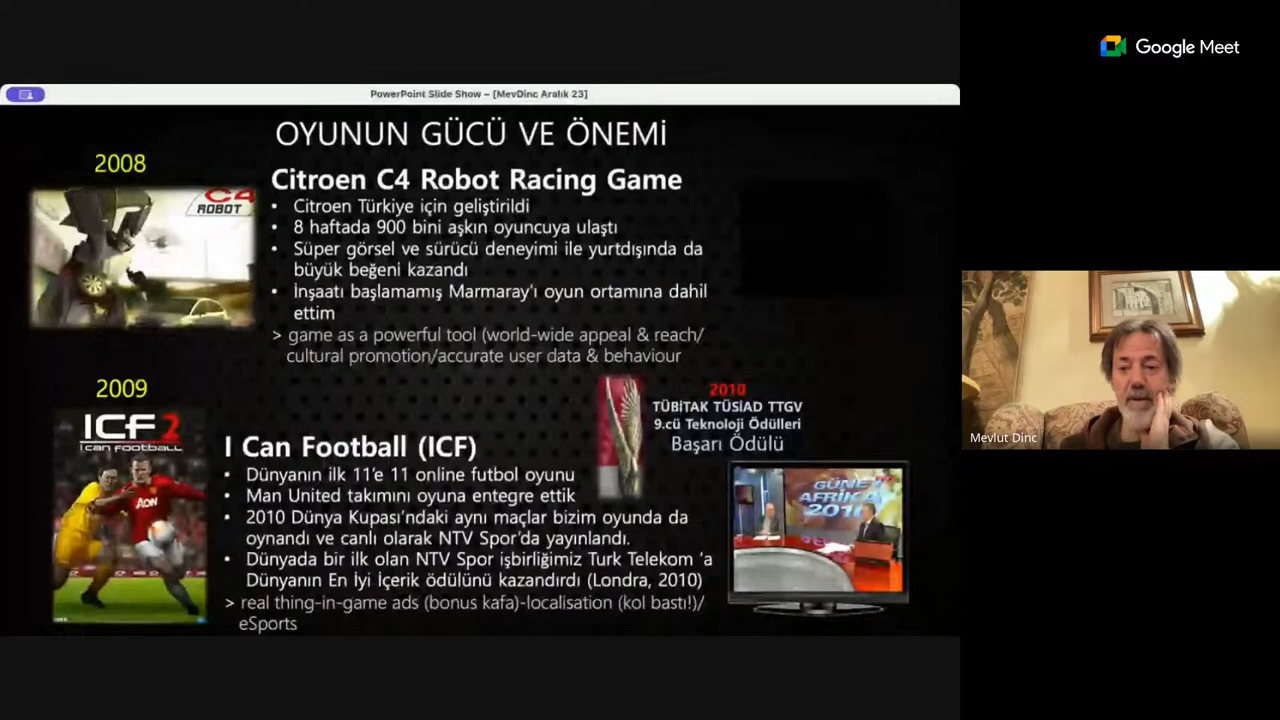 Google Meet
PowerPoint Slide Show – [MevDinc Aralık 23]
OYUNUN GÜCÜ VE ÖNEMİ
2008
C4
ROBOT
Citroen C4 Robot Racing Game
• Citroen Türkiye için geliştirildi
• 8 haftada 900 bini aşkın oyuncuya ulaştı
• Süper görsel ve sürücü deneyimi ile yurtdışında da
büyük beğeni kazandı
• İnşaatı başlamamış Marmaray’ı oyun ortamına dahil
ettim
> game as a powerful tool (world-wide appeal & reach/
cultural promotion/accurate user data & behaviour
2009
ICF 2
i can football
AON
I Can Football (ICF)
• Dünyanın ilk 11’e 11 online futbol oyunu
• Man United takımını oyuna entegre ettik
• 2010 Dünya Kupası’ndaki aynı maçlar bizim oyunda da
oynandı ve canlı olarak NTV Spor’da yayınlandı.
• Dünyada bir ilk olan NTV Spor işbirliğimiz Turk Telekom ‘a
Dünyanın En İyi İçerik ödülünü kazandırdı (Londra, 2010)
> real thing-in-game ads (bonus kafa)-localisation (kol bastı!)/
eSports
2010
TÜBİTAK TÜSİAD TTGV
9.cü Teknoloji Ödülleri
Başarı Ödülü
GÜNEY
AFRİKA
2010
Mevlut Dinc